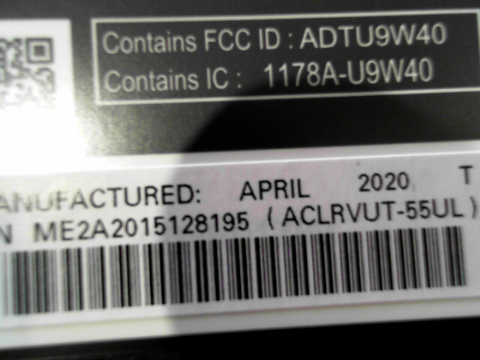 Contains FCC ID : ADTU9W40
Contains IC : 1178A-U9W40
ANUFACTURED: APRIL 2020 T
N ME2A2015128195 (ACLRVUT-55UL)